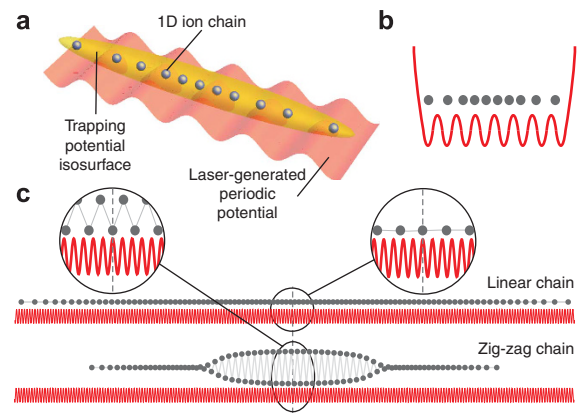 a
1D ion chain
b
Trapping
potential
isosurface
Laser-generated
periodic
potential
c
Linear chain
Zig-zag chain